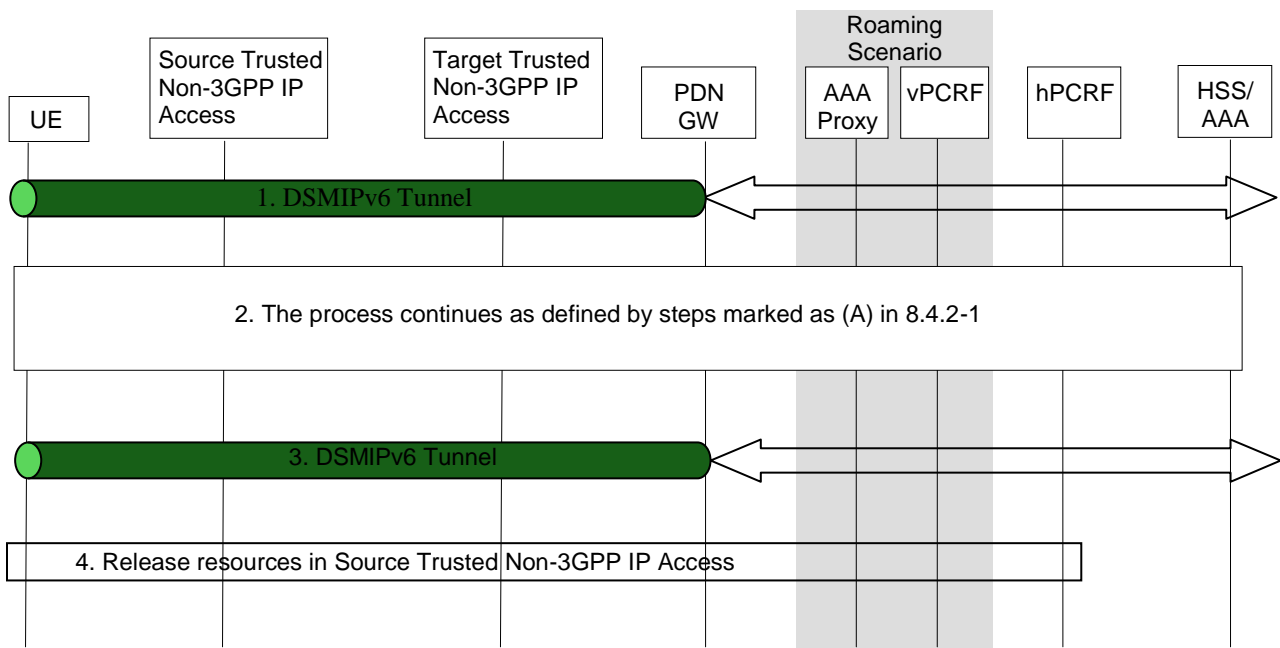 Roaming
Scenario
Source Trusted
Non-3GPP IP
Access
Target Trusted
Non-3GPP IP
Access
UE
PDN
GW
AAA
Proxy
vPCRF
hPCRF
HSS/
AAA
1. DSMIPv6 Tunnel
2. The process continues as defined by steps marked as (A) in 8.4.2-1
3. DSMIPv6 Tunnel
4. Release resources in Source Trusted Non-3GPP IP Access